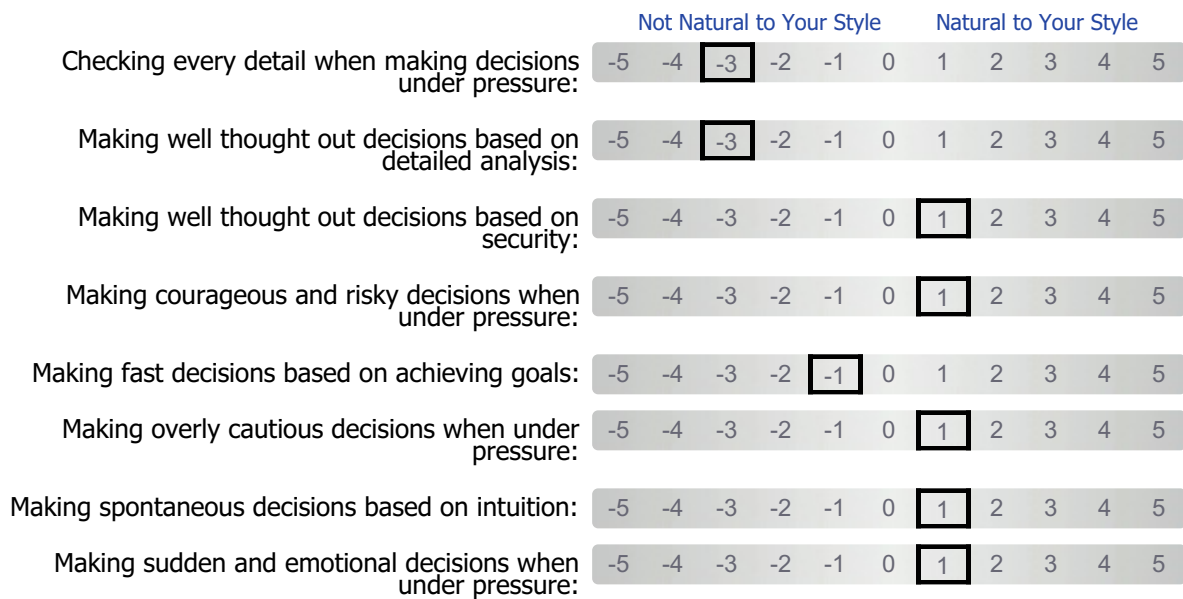 Not Natural to Your Style Natural to Your Style
Checking every detail when making decisions -5 -4 -3 -2 -1 0 1 2 3 4 5
under pressure:
Making well thought out decisions based on -5 -4 -3 -2 -1 0 1 2 3 4 5
detailed analysis:
Making well thought out decisions based on -5 -4 -3 -2 -1 0 1 2 3 4 5
security:
Making courageous and risky decisions when -5 -4 -3 -2 -1 0 1 2 3 4 5
under pressure:
Making fast decisions based on achieving goals: -5 -4 -3 -2 -1 0 1 2 3 4 5
Making overly cautious decisions when under -5 -4 -3 -2 -1 0 1 2 3 4 5
pressure:
Making spontaneous decisions based on intuition: -5 -4 -3 -2 -1 0 1 2 3 4 5
Making sudden and emotional decisions when -5 -4 -3 -2 -1 0 1 2 3 4 5
under pressure: